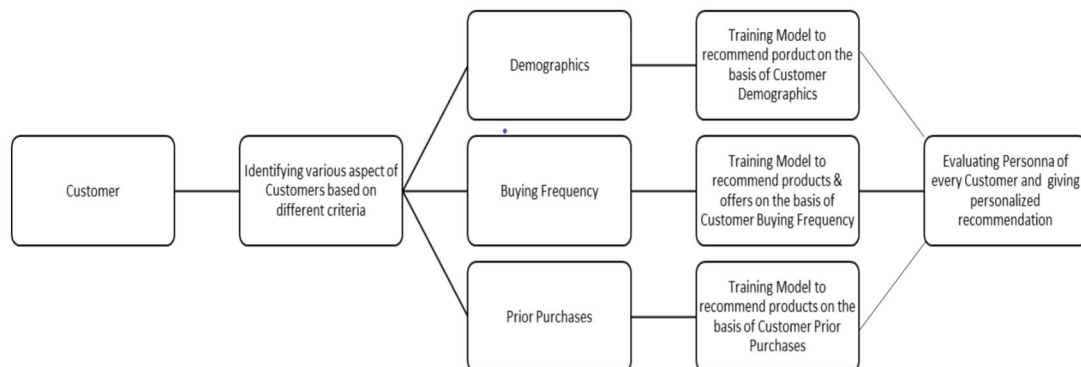 Customer
Identifying various aspect of
Customers based on
different criteria
Demographics
Training Model to
recommend porduct on the
basis of Customer
Demographics
Buying Frequency
Training Model to
recommend products &
offers on the basis of
Customer Buying Frequency
Prior Purchases
Training Model to
recommend products on the
basis of Customer Prior
Purchases
Evaluating Personna of
every Customer and giving
personalized
recommendation